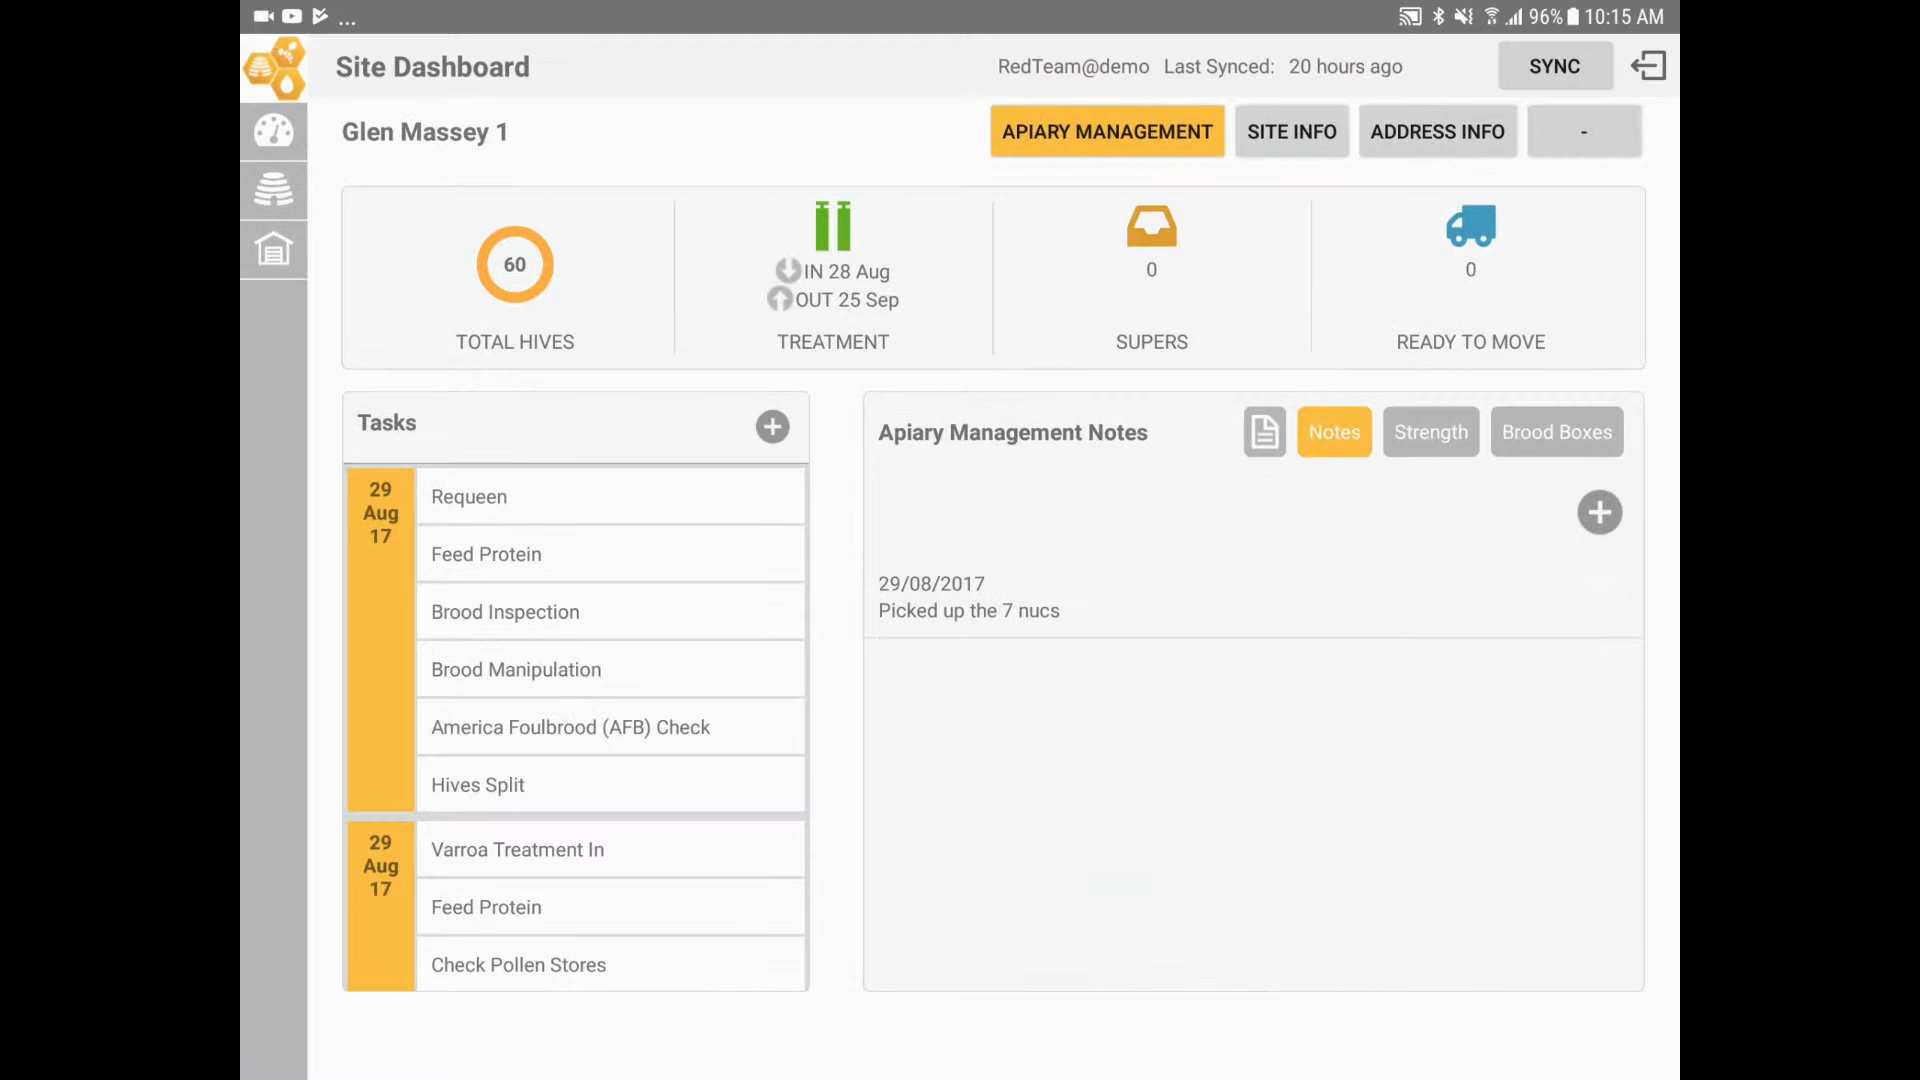 ... 96% 10:15 AM
Site Dashboard RedTeam@demo Last Synced: 20 hours ago SYNC
Glen Massey 1 APIARY MANAGEMENT SITE INFO ADDRESS INFO -
60
TOTAL HIVES
IN 28 Aug
OUT 25 Sep
TREATMENT
0
SUPERS
0
READY TO MOVE
Tasks
29
Aug
17
Requeen
Feed Protein
Brood Inspection
Brood Manipulation
America Foulbrood (AFB) Check
Hives Split
29
Aug
17
Varroa Treatment In
Feed Protein
Check Pollen Stores
Apiary Management Notes Notes Strength Brood Boxes
29/08/2017
Picked up the 7 nucs